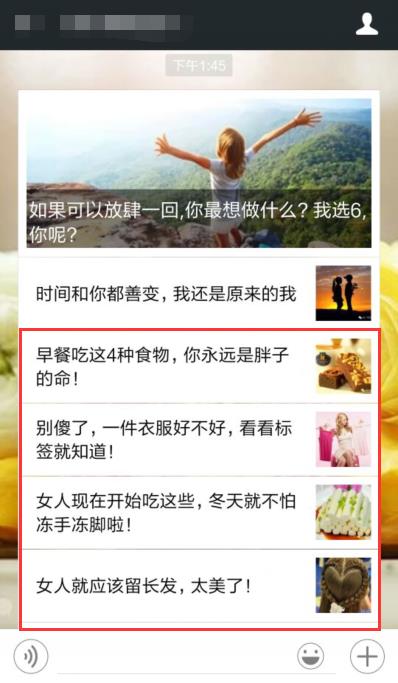 下午1:45
如果可以放肆一回,你最想做什么? 我选6,
你呢?
时间和你都善变，我还是原来的我
早餐吃这4种食物，你永远是胖子
的命！
别傻了，一件衣服好不好，看看标
签就知道！
女人现在开始吃这些，冬天就不怕
冻手冻脚啦！
女人就应该留长发，太美了！